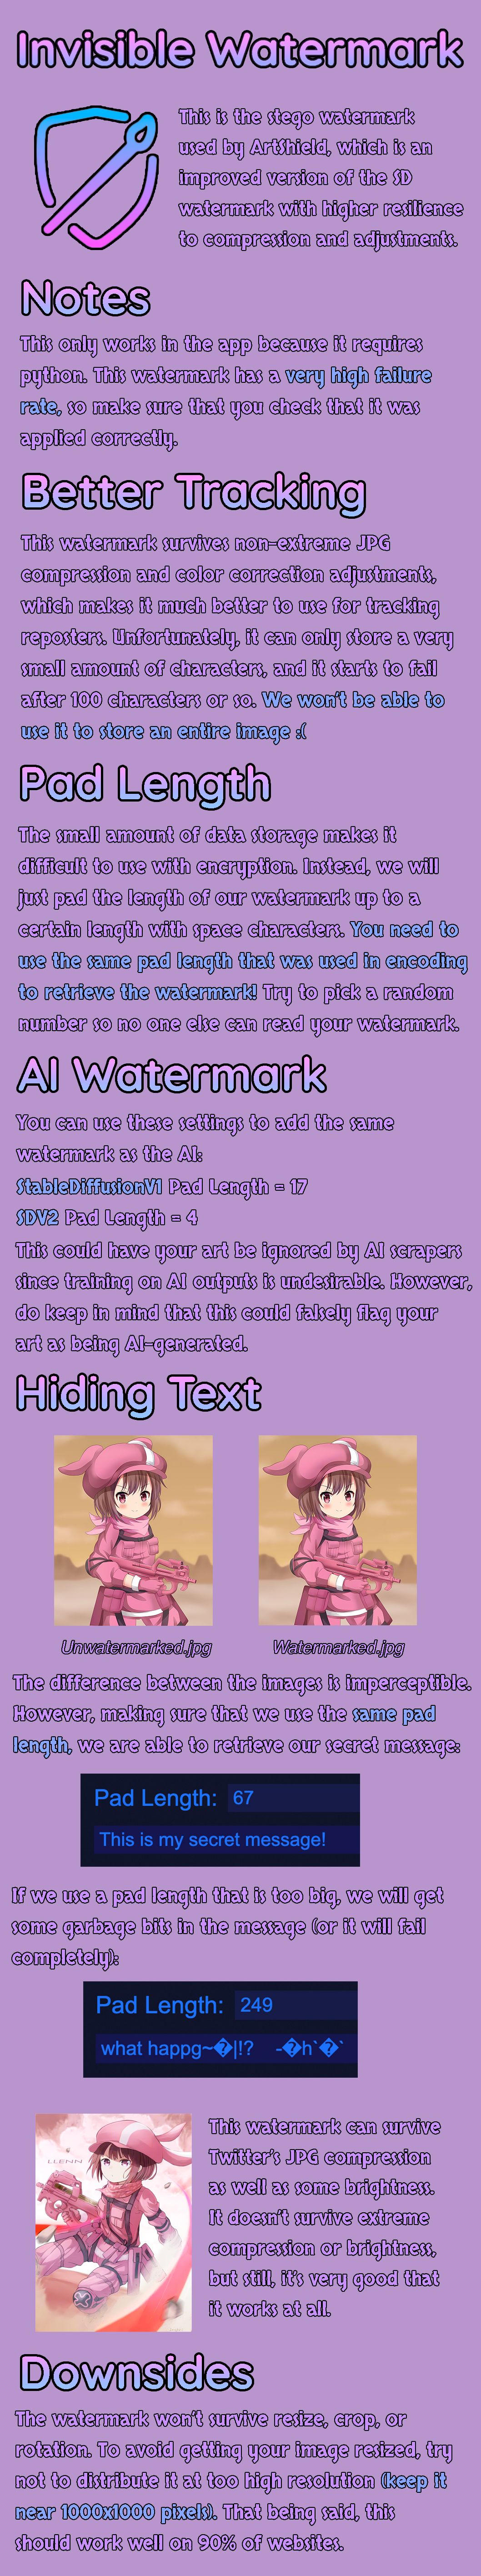 Invisible Watermark
This is the stego watermark
used by ArtShield, which is an
improved version of the SD
watermark with higher resilience
to compression and adjustments.
Notes
This only works in the app because it requires
python. This watermark has a very high failure
rate, so make sure that you check that it was
applied correctly.
Better Tracking
This watermark survives non-extreme JPG
compression and color correction adjustments,
which makes it much better to use for tracking
reposters. Unfortunately, it can only store a very
small amount of characters, and it starts to fail
after 100 characters or so. We won't be able to
use it to store an entire image :(
Pad Length
The small amount of data storage makes it
difficult to use with encryption. Instead, we will
just pad the length of our watermark up to a
certain length with space characters. You need to
use the same pad length that was used in encoding
to retrieve the watermark! Try to pick a random
number so no one else can read your watermark.
AI Watermark
You can use these settings to add the same
watermark as the AI:
StableDiffusionV1 Pad Length = 17
SDV2 Pad Length = 4
This could have your art be ignored by AI scrapers
since training on AI outputs is undesirable. However,
do keep in mind that this could falsely flag your
art as being AI-generated.
Hiding Text
Unwatermarked.jpg
Watermarked.jpg
The difference between the images is imperceptible.
However, making sure that we use the same pad
length, we are able to retrieve our secret message:
Pad Length: 67
This is my secret message!
If we use a pad length that is too big, we will get
some garbage bits in the message (or it will fail
completely):
Pad Length: 249
what happg~�|!? -�h`�`
LLENN
This watermark can survive
Twitter's JPG compression
as well as some brightness.
It doesn't survive extreme
compression or brightness,
but still, it's very good that
it works at all.
Downsides
The watermark won't survive resize, crop, or
rotation. To avoid getting your image resized, try
not to distribute it at too high resolution (keep it
near 1000x1000 pixels). That being said, this
should work well on 90% of websites.